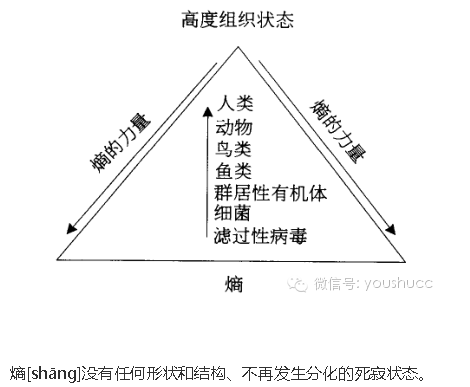 高度组织状态
熵的力量
熵的力量
人类
动物
鸟类
鱼类
群居性有机体
细菌
滤过性病毒
熵
微信号: youshucc
熵[shāng]没有任何形状和结构、不再发生分化的死寂状态。